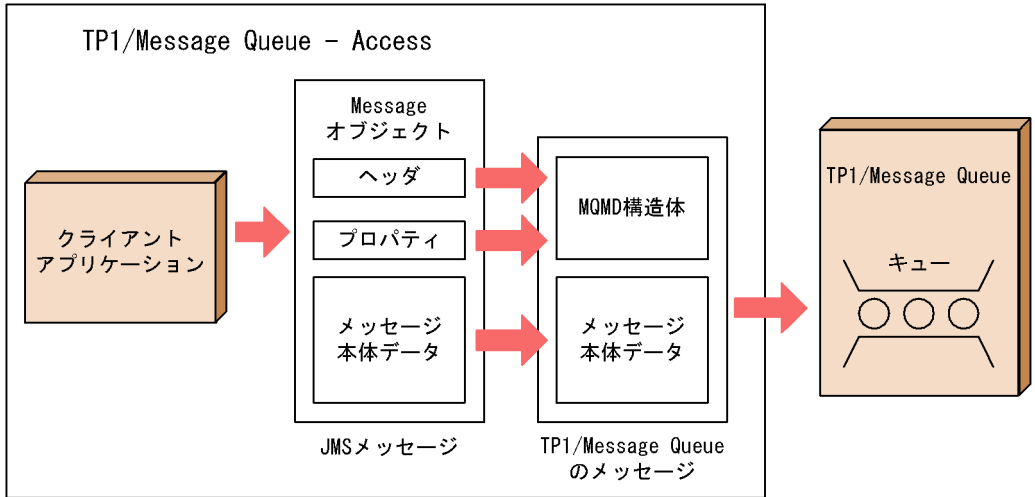 TP1/Message Queue － Access
クライアント
アプリケーション
Message
オブジェクト
ヘッダ
プロパティ
メッセージ
本体データ
JMSメッセージ
MQMD構造体
メッセージ
本体データ
TP1/Message Queue
のメッセージ
TP1/Message Queue
キュー